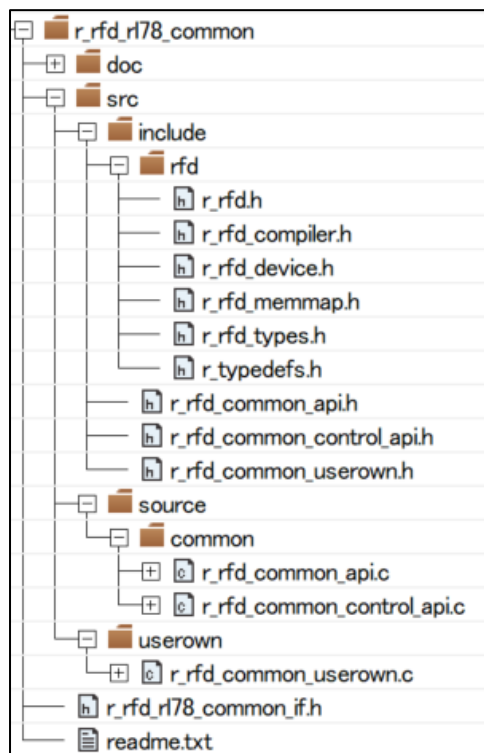 r_rfd_rl78_common
doc
src
include
rfd
r_rfd.h
r_rfd_compiler.h
r_rfd_device.h
r_rfd_memmap.h
r_rfd_types.h
r_typedefs.h
r_rfd_common_api.h
r_rfd_common_control_api.h
r_rfd_common_userown.h
source
common
r_rfd_common_api.c
r_rfd_common_control_api.c
userown
r_rfd_common_userown.c
r_rfd_rl78_common_if.h
readme.txt